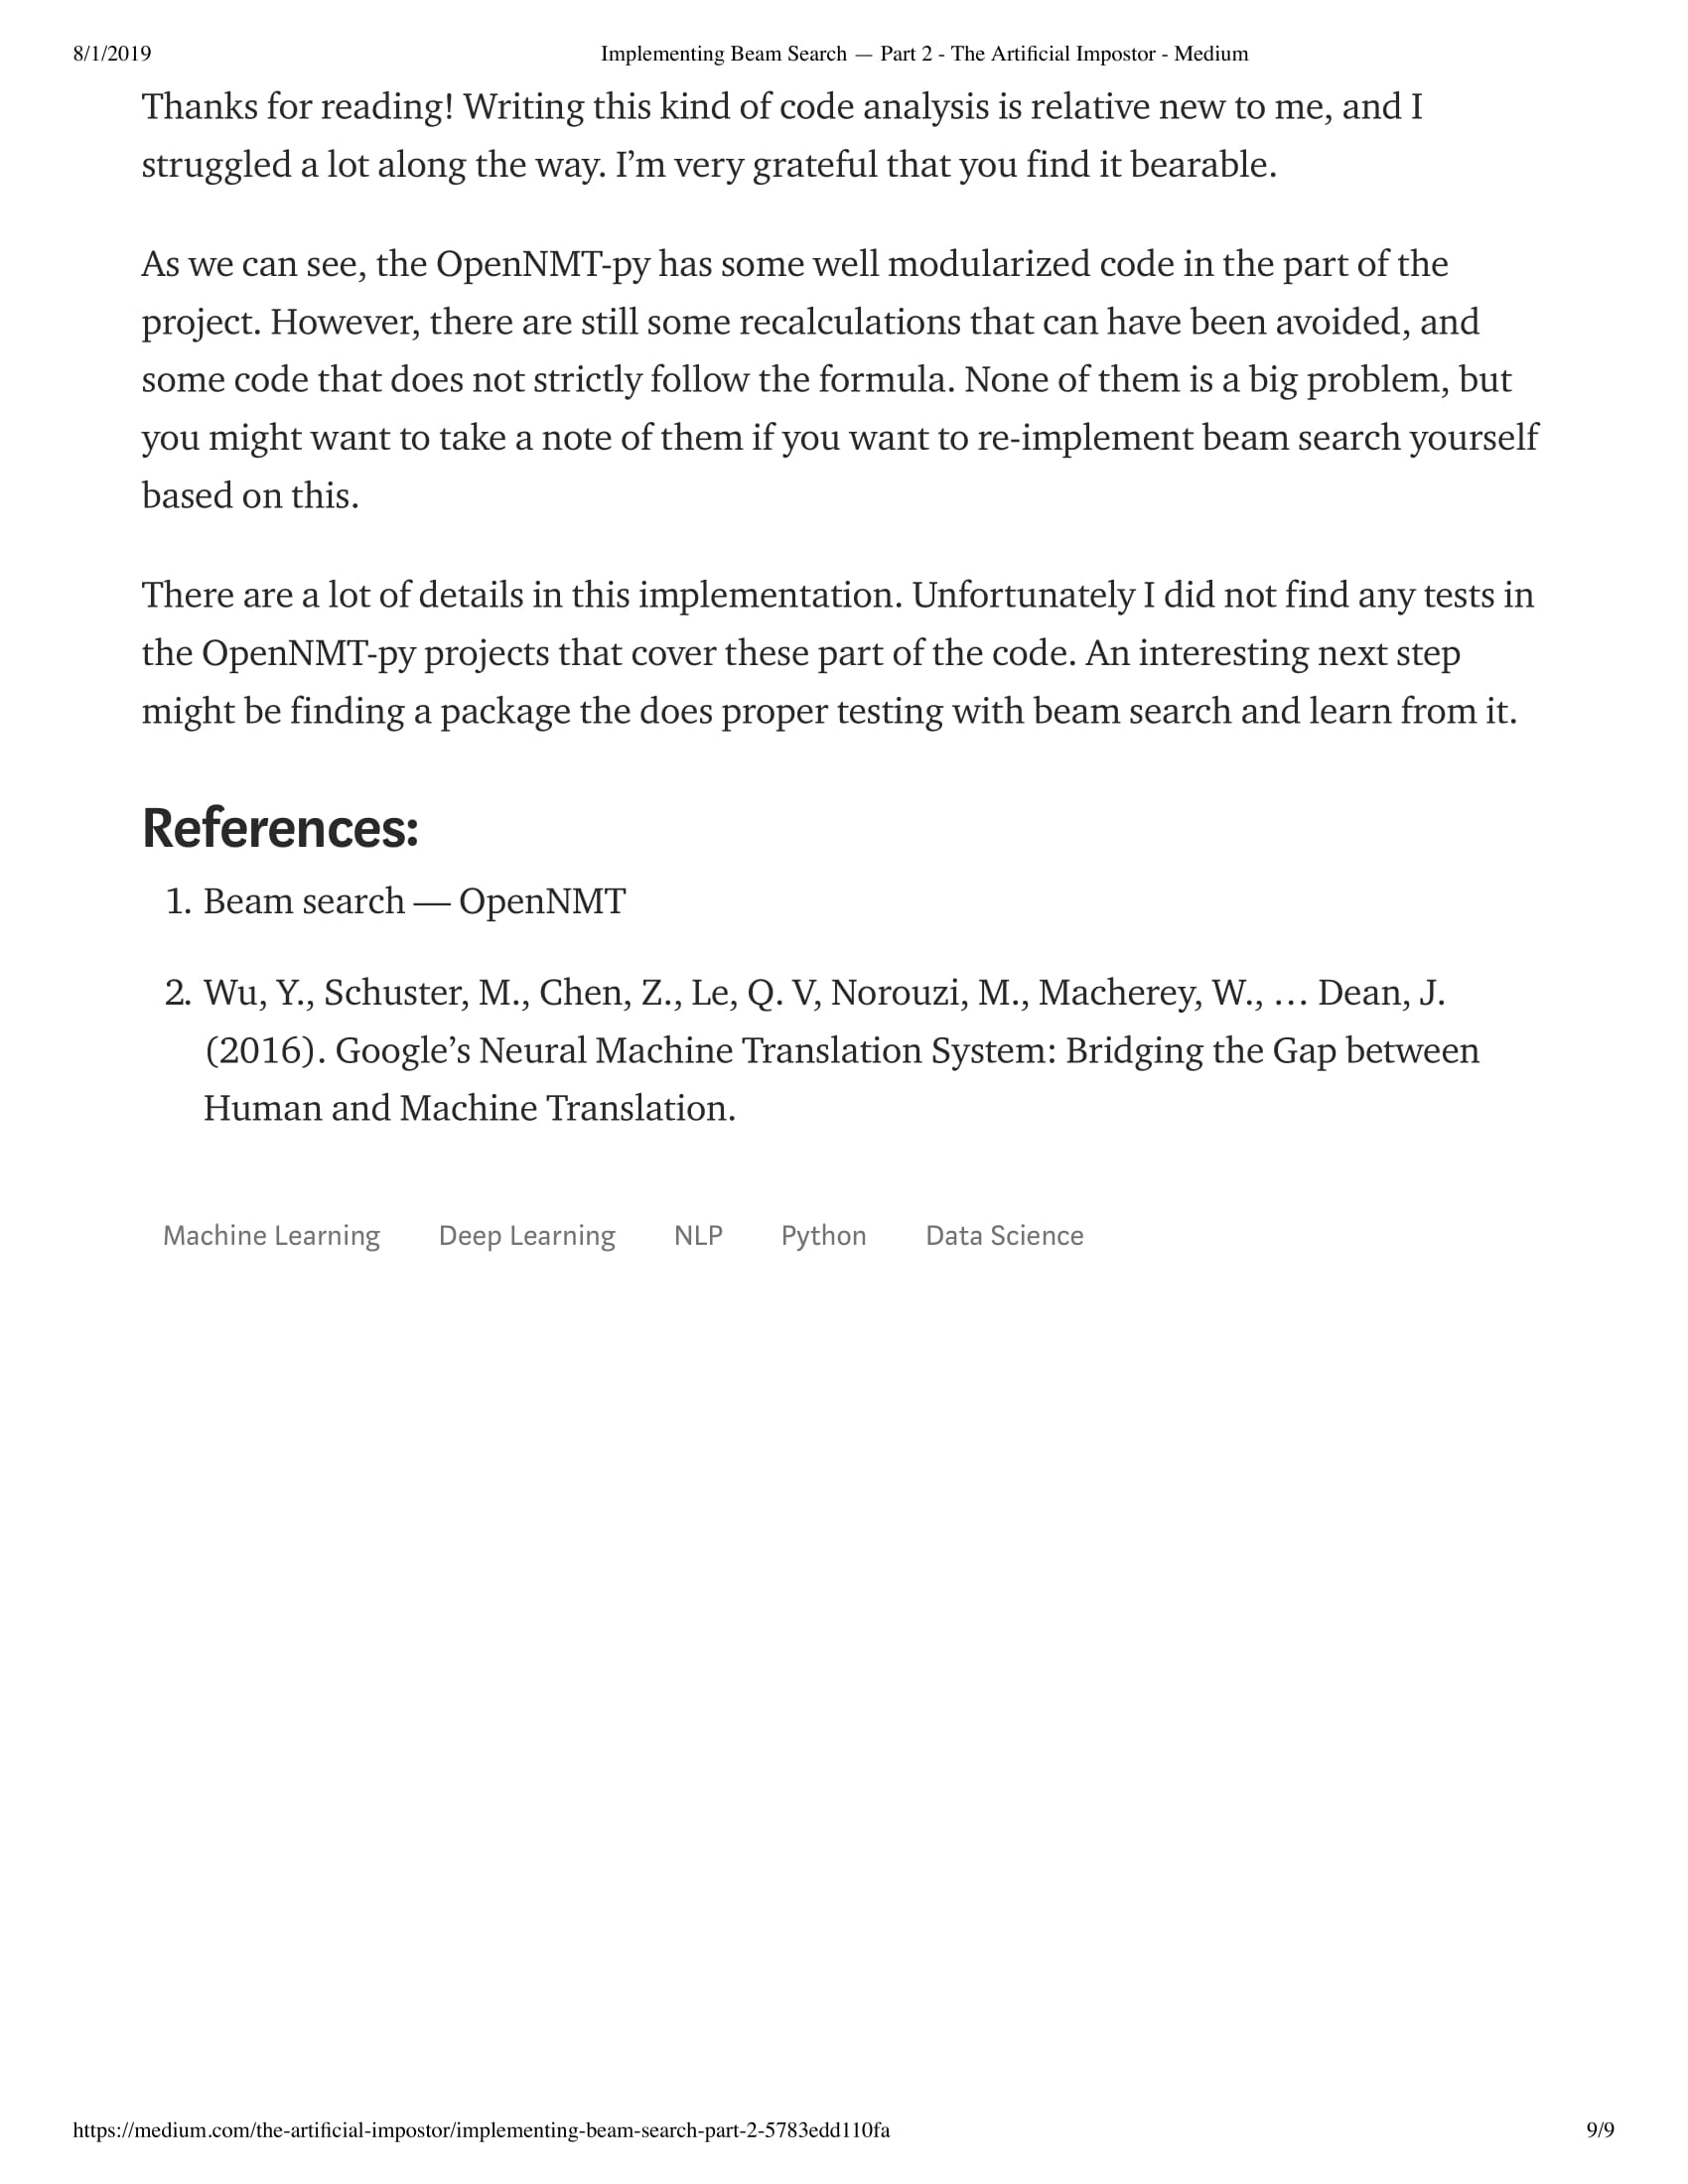 8/1/2019 Implementing Beam Search — Part 2 - The Artificial Impostor - Medium
Thanks for reading! Writing this kind of code analysis is relative new to me, and I
struggled a lot along the way. I’m very grateful that you find it bearable.
As we can see, the OpenNMT-py has some well modularized code in the part of the
project. However, there are still some recalculations that can have been avoided, and
some code that does not strictly follow the formula. None of them is a big problem, but
you might want to take a note of them if you want to re-implement beam search yourself
based on this.
There are a lot of details in this implementation. Unfortunately I did not find any tests in
the OpenNMT-py projects that cover these part of the code. An interesting next step
might be finding a package the does proper testing with beam search and learn from it.
References:
1. Beam search — OpenNMT
2. Wu, Y., Schuster, M., Chen, Z., Le, Q. V, Norouzi, M., Macherey, W., … Dean, J.
(2016). Google’s Neural Machine Translation System: Bridging the Gap between
Human and Machine Translation.
Machine Learning Deep Learning NLP Python Data Science
https://medium.com/the-artificial-impostor/implementing-beam-search-part-2-5783edd110fa 9/9